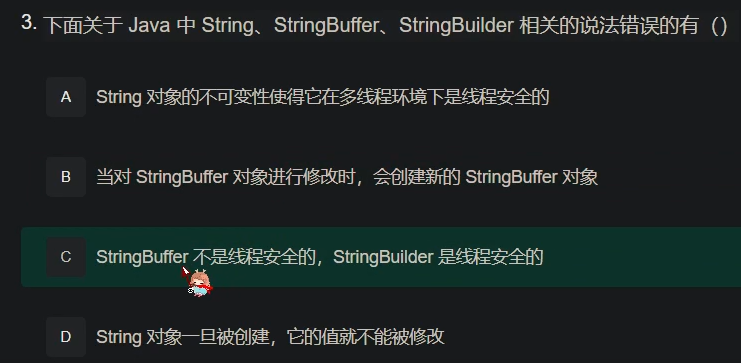 3. 下面关于 Java 中 String、StringBuffer、StringBuilder 相关的说法错误的有（）
A String 对象的不可变性使得它在多线程环境下是线程安全的
B 当对 StringBuffer 对象进行修改时，会创建新的 StringBuffer 对象
C StringBuffer 不是线程安全的，StringBuilder 是线程安全的
D String 对象一旦被创建，它的值就不能被修改